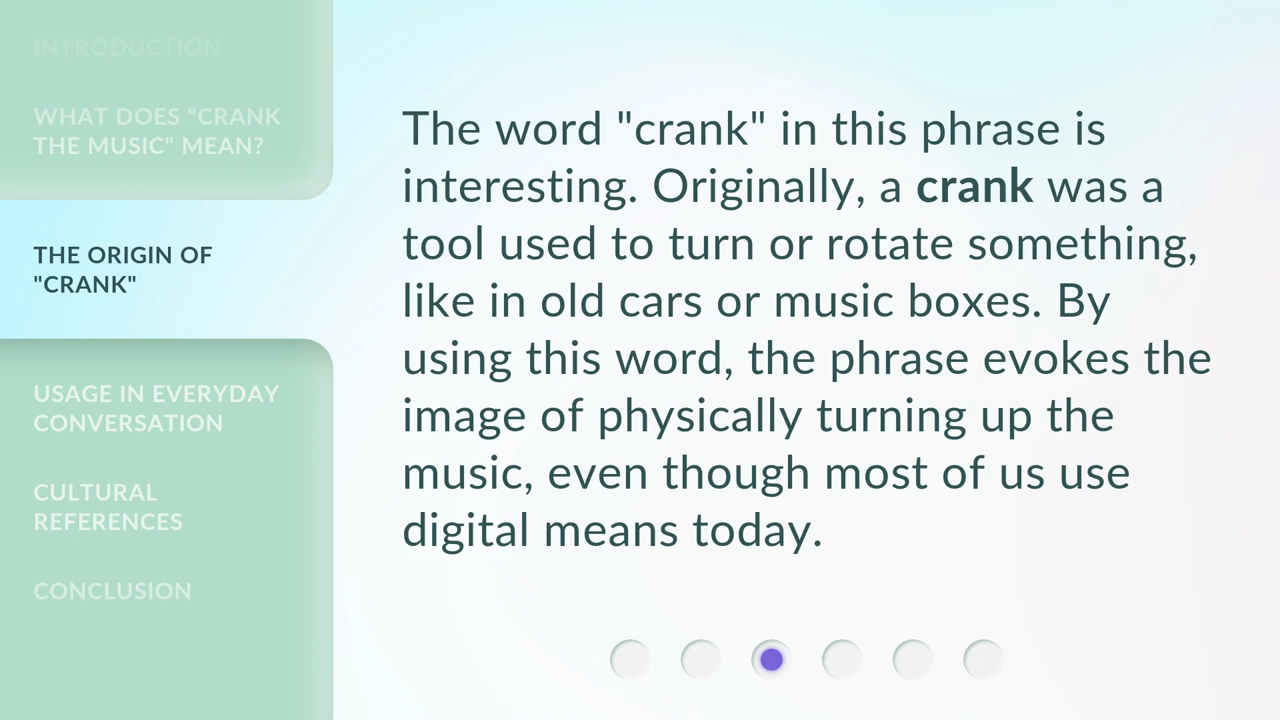 INTRODUCTION
WHAT DOES "CRANK
THE MUSIC" MEAN?
THE ORIGIN OF
"CRANK"
USAGE IN EVERYDAY
CONVERSATION
CULTURAL
REFERENCES
CONCLUSION
The word "crank" in this phrase is
interesting. Originally, a crank was a
tool used to turn or rotate something,
like in old cars or music boxes. By
using this word, the phrase evokes the
image of physically turning up the
music, even though most of us use
digital means today.